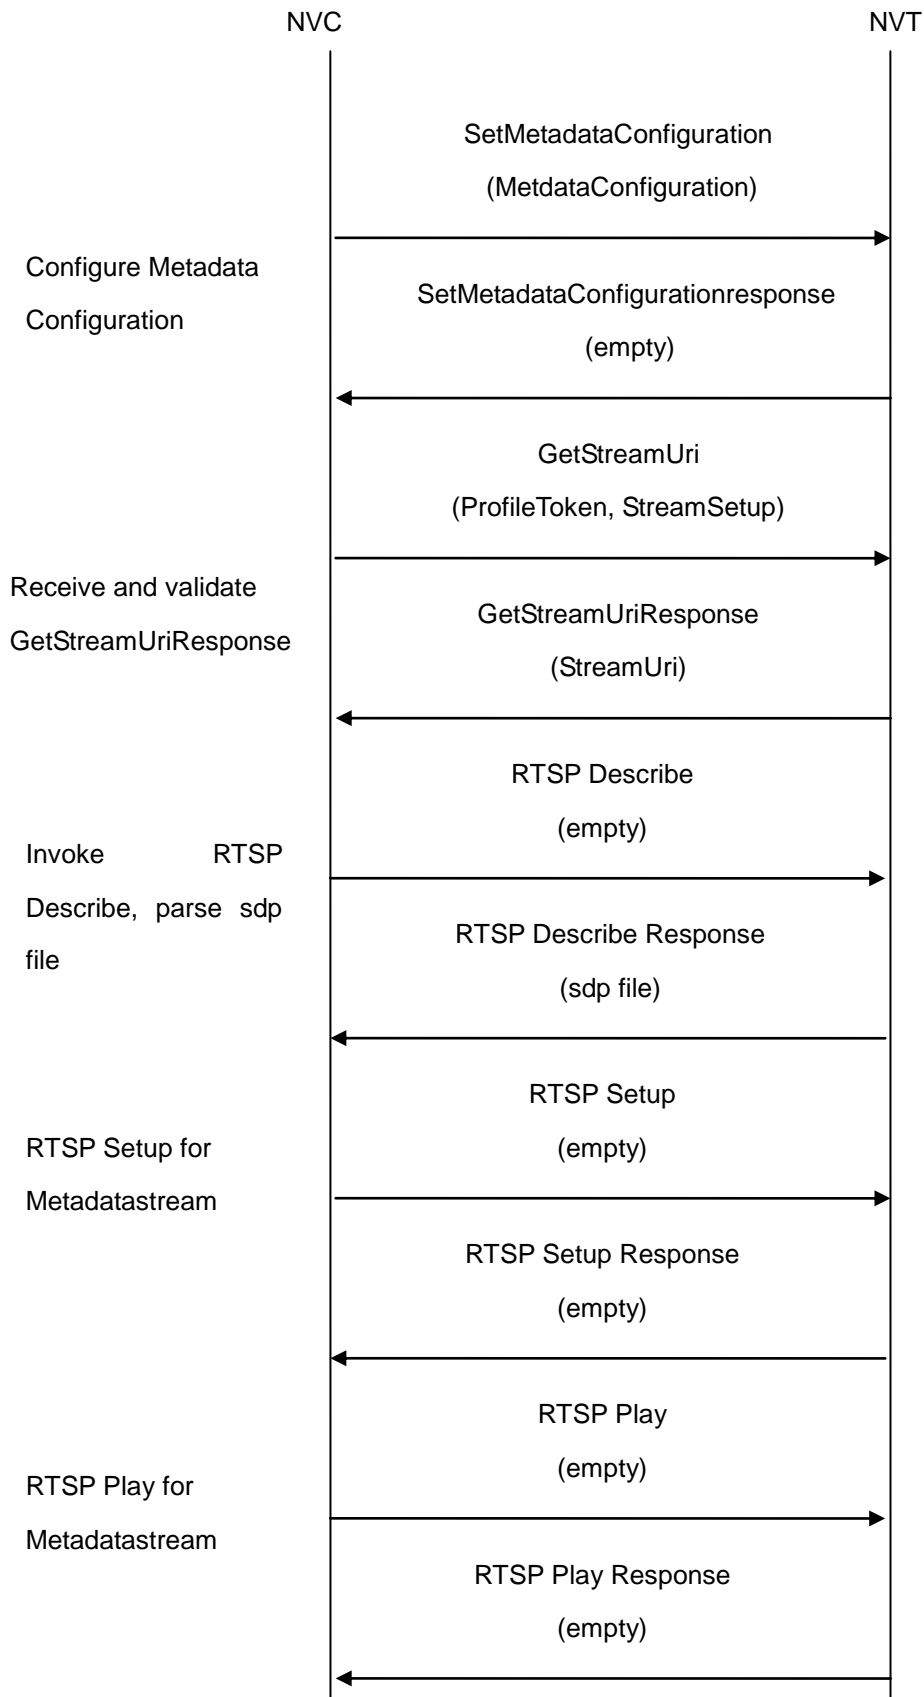 NVC
NVT
SetMetadataConfiguration
(MetdataConfiguration)
Configure Metadata
Configuration
SetMetadataConfigurationresponse
(empty)
GetStreamUri
(ProfileToken, StreamSetup)
Receive and validate
GetStreamUriResponse
GetStreamUriResponse
(StreamUri)
RTSP Describe
(empty)
Invoke RTSP
Describe, parse sdp
file
RTSP Describe Response
(sdp file)
RTSP Setup
(empty)
RTSP Setup for
Metadatastream
RTSP Setup Response
(empty)
RTSP Play
(empty)
RTSP Play for
Metadatastream
RTSP Play Response
(empty)